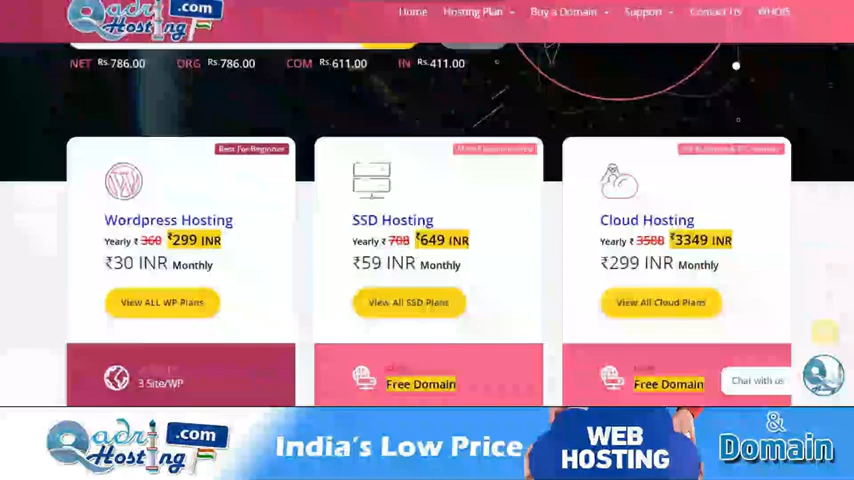 Qadri .com
Hosting
Home Hosting Plan Buy a Domain Support Contact Us WHOIS
NET Rs.786.00 ORG Rs.786.00 COM Rs.611.00 IN Rs.411.00
Best For Beginner
Wordpress Hosting
Yearly ₹ 360 ₹299 INR
₹30 INR Monthly
View ALL WP Plans
3 Site/WP
SSD Hosting
Yearly ₹ 708 ₹649 INR
₹59 INR Monthly
View All SSD Plans
Free Domain
Cloud Hosting
Yearly ₹ 3588 ₹3349 INR
₹299 INR Monthly
View All Cloud Plans
Free Domain
Chat with us
Qadri .com
Hosting
India's Low Price
WEB
HOSTING
&
Domain